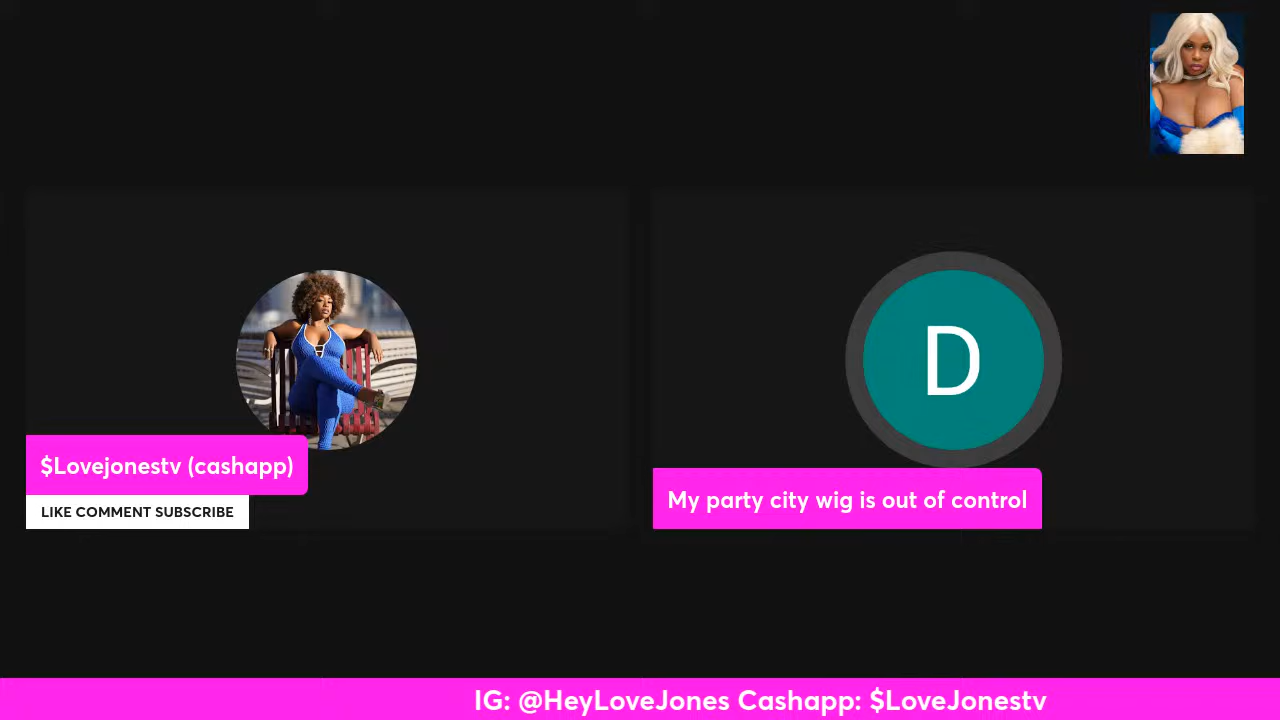 $Lovejonestv (cashapp)
LIKE COMMENT SUBSCRIBE
D
My party city wig is out of control
IG: @HeyLoveJones Cashapp: $LoveJonestv